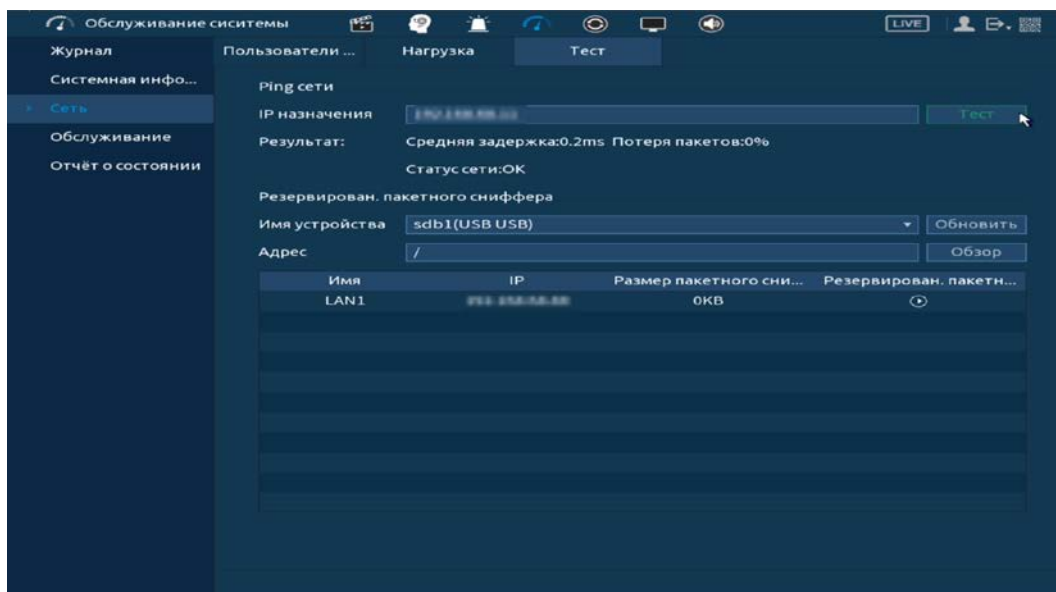 Обслуживание сиситемы LIVE
Журнал
Пользователи ... Нагрузка Тест
Системная инфо...
Ping сети
Сеть
IP назначения Тест
Обслуживание
Результат: Средняя задержка:0.2ms Потеря пакетов:0%
Отчёт о состоянии
Статус сети:OK
Резервирован. пакетного сниффера
Имя устройства sdb1(USB USB) Обновить
Адрес / Обзор
Имя IP Размер пакетного сни... Резервирован. пакетн...
LAN1 0KB